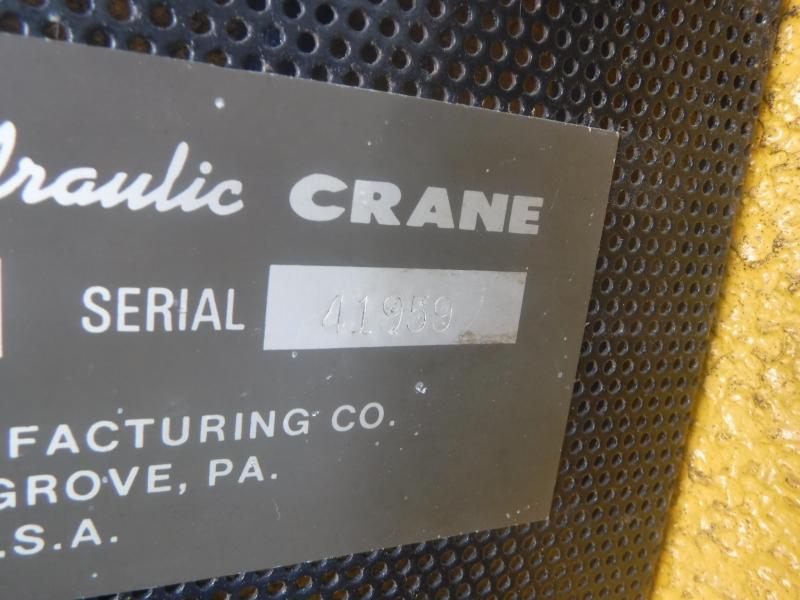 draulic CRANE
SERIAL 41959
FACTURING CO.
GROVE, PA.
.S.A.